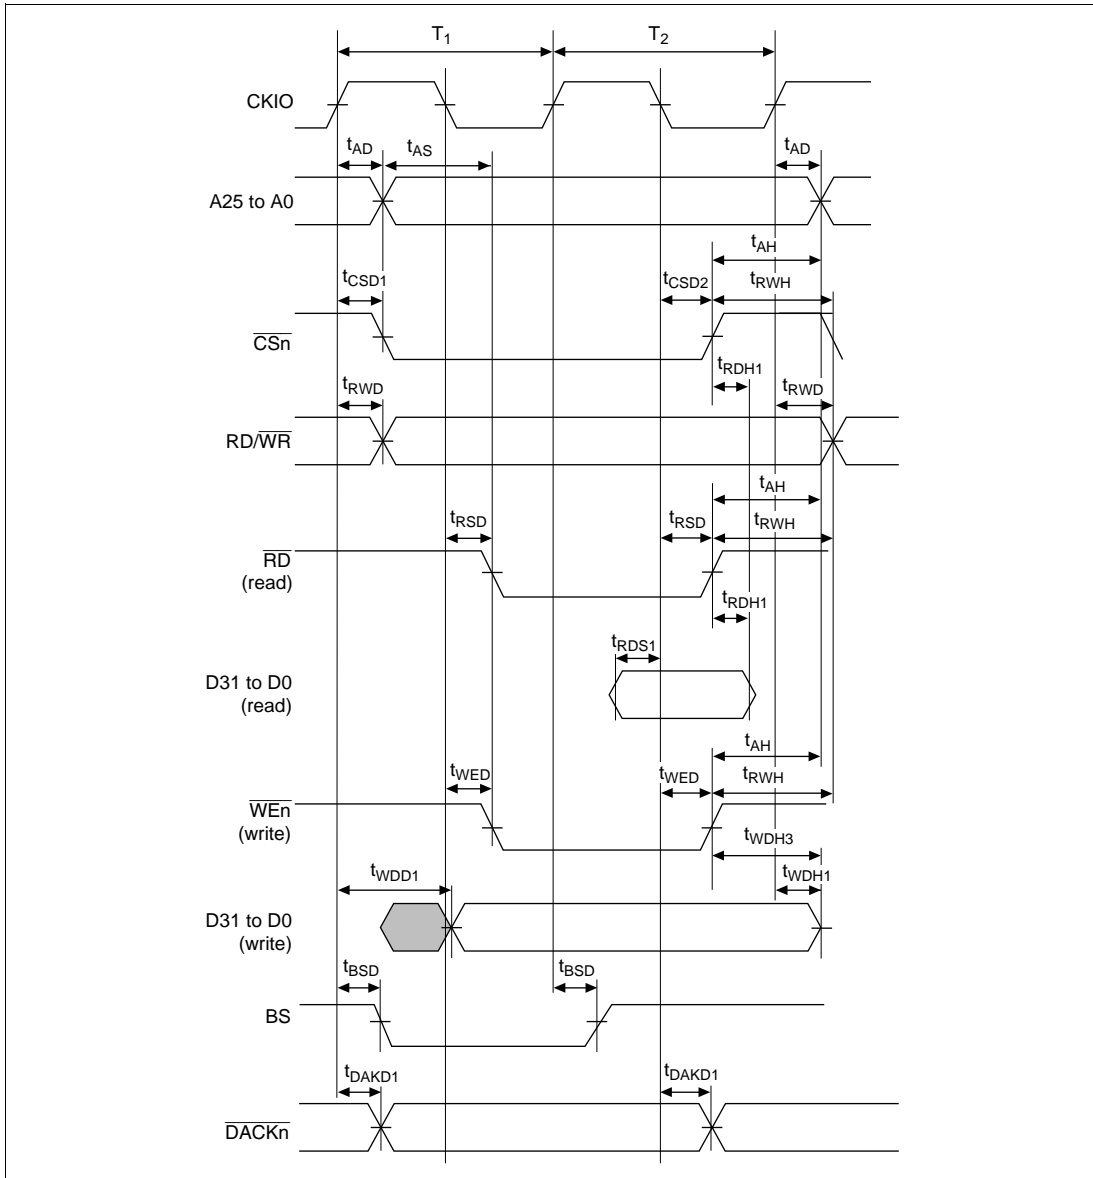 T1 T2
CKIO
tAD tAS tAD
A25 to A0
tAH
tCSD1 tCSD2 tRWH
CSn
tRDH1
tRWD tRWD
RD/WR
tAH
tRSD tRSD tRWH
RD
(read)
tRDH1
tRDS1
D31 to D0
(read)
tAH
tWED tWED tRWH
WEn
(write)
tWDH3
tWDD1 tWDH1
D31 to D0
(write)
tBSD tBSD
BS
tDAKD1 tDAKD1
DACKn